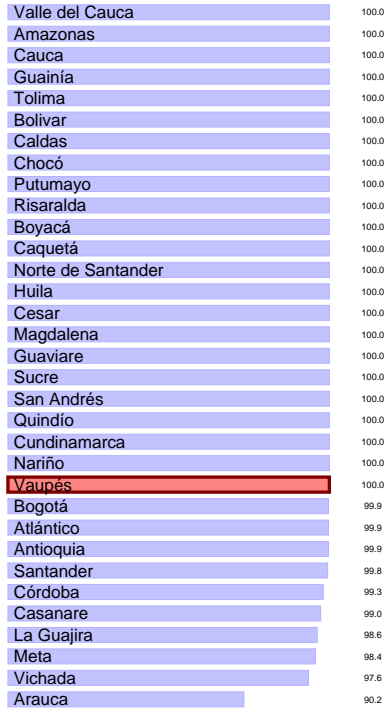 Valle del Cauca 100.0
Amazonas 100.0
Cauca 100.0
Guainía 100.0
Tolima 100.0
Bolivar 100.0
Caldas 100.0
Chocó 100.0
Putumayo 100.0
Risaralda 100.0
Boyacá 100.0
Caquetá 100.0
Norte de Santander 100.0
Huila 100.0
Cesar 100.0
Magdalena 100.0
Guaviare 100.0
Sucre 100.0
San Andrés 100.0
Quindío 100.0
Cundinamarca 100.0
Nariño 100.0
Vaupés 100.0
Bogotá 99.9
Atlántico 99.9
Antioquia 99.9
Santander 99.8
Córdoba 99.3
Casanare 99.0
La Guajira 98.6
Meta 98.4
Vichada 97.6
Arauca 90.2